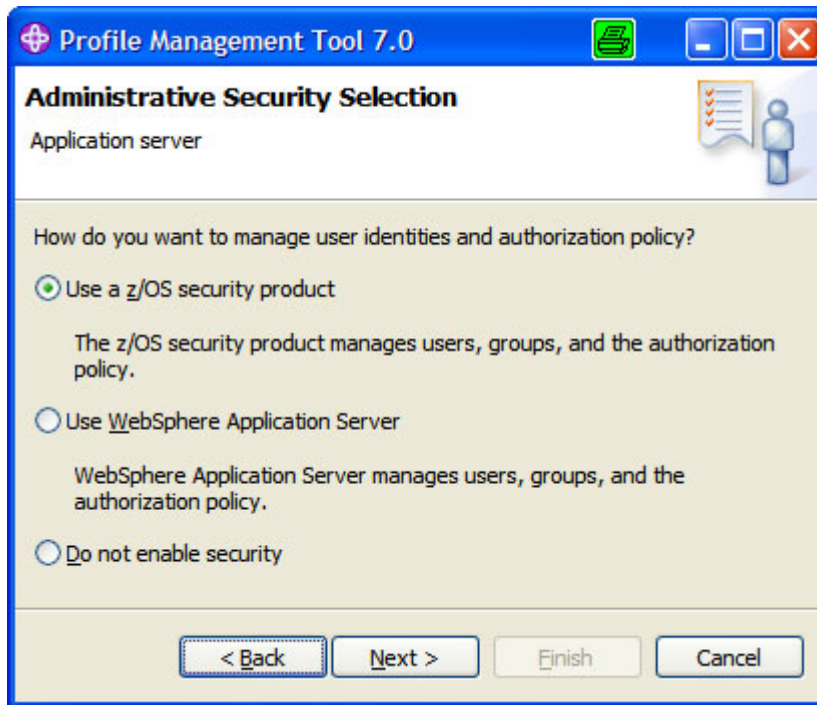 Profile Management Tool 7.0
Administrative Security Selection
Application server
How do you want to manage user identities and authorization policy?
Use a z/OS security product
The z/OS security product manages users, groups, and the authorization
policy.
Use WebSphere Application Server
WebSphere Application Server manages users, groups, and the
authorization policy.
Do not enable security
< Back
Next >
Finish
Cancel